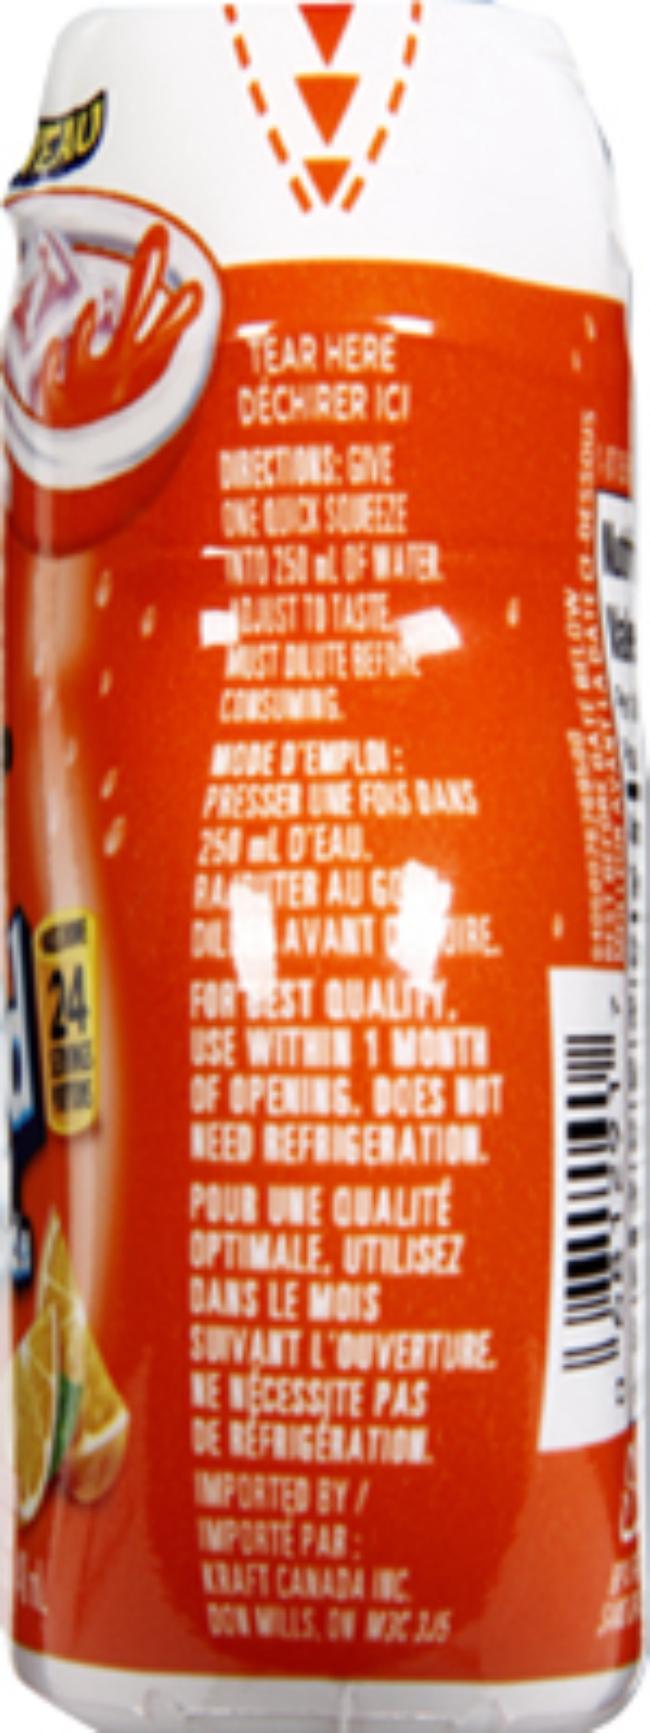 TEAR HERE
DÉCHIRER ICI
DIRECTIONS: GIVE
ONE QUICK SQUEEZE
INTO 250 mL OF WATER.
ADJUST TO TASTE.
MUST DILUTE BEFORE
CONSUMING.
MODE D'EMPLOI :
PRESSER UNE FOIS DANS
250 mL D'EAU.
AU
AVANT
FOR BEST QUALITY,
USE WITHIN 1 MONTH
OF OPENING. DOES NOT
NEED REFRIGERATION.
POUR UNE QUALITÉ
OPTIMALE, UTILISEZ
DANS LE MOIS
SUIVANT L'OUVERTURE.
NE NÉCESSITE PAS
DE RÉFRIGÉRATION.
IMPORTED BY /
IMPORTÉ PAR :
KRAFT CANADA INC.
DON MILLS, ON M3C 3J5
24